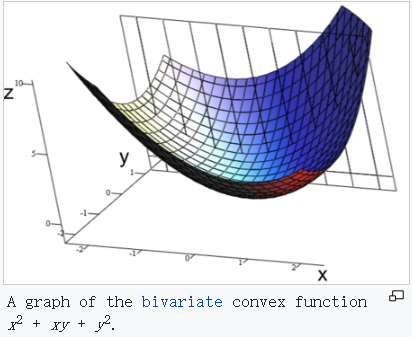 z
10
5
0
y
1
0
-1
-2
-2
-1
0
1
2
x
A graph of the bivariate convex function
x² + xy + y².